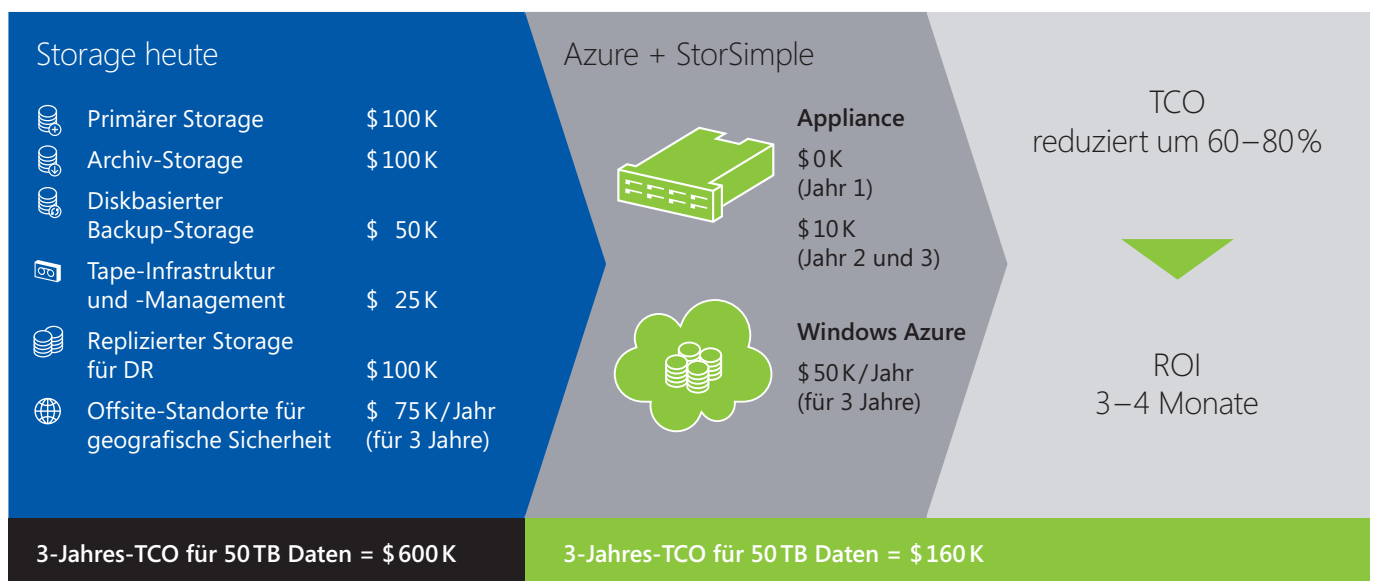 Storage heute
Primärer Storage $100K
Archiv-Storage $100K
Diskbasierter
Backup-Storage $ 50K
Tape-Infrastruktur
und -Management $ 25K
Replizierter Storage
für DR $100K
Offsite-Standorte für $ 75K/Jahr
geografische Sicherheit (für 3 Jahre)
3-Jahres-TCO für 50TB Daten = $600K
Azure + StorSimple
Appliance
$0K
(Jahr 1)
$10K
(Jahr 2 und 3)
Windows Azure
$50K/Jahr
(für 3 Jahre)
3-Jahres-TCO für 50TB Daten = $160K
TCO
reduziert um 60–80%
ROI
3–4 Monate